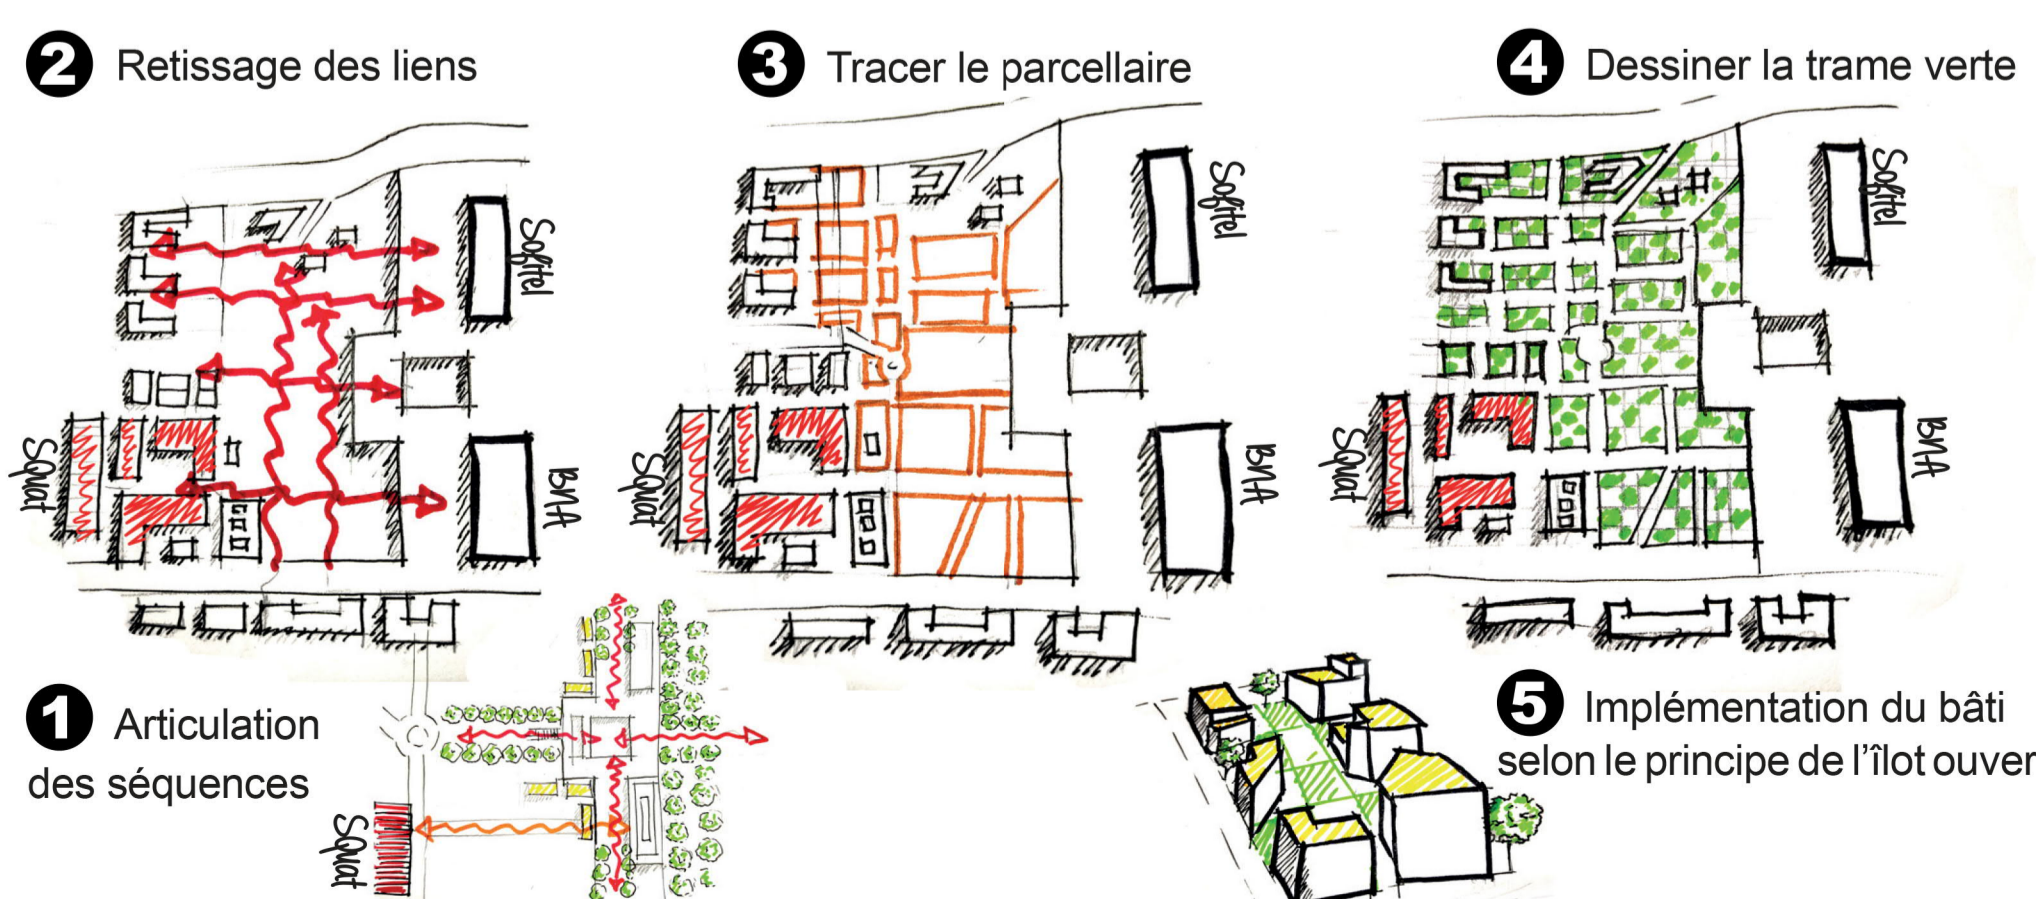 2 Retissage des liens
3 Tracer le parcellaire
4 Dessiner la trame verte
Sofitel
Squat
BNA
Sofitel
Squat
BNA
Sofitel
Squat
BNA
1 Articulation
des séquences
Squat
5 Implémentation du bâti
selon le principe de l'îlot ouver